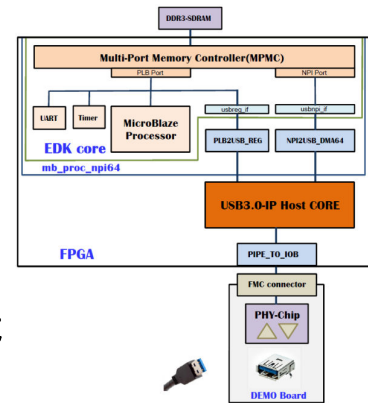 DDR3-SDRAM
Multi-Port Memory Controller(MPMC)
PLB Port
NPI Port
usbreg_if
usbnpi_if
UART
Timer
MicroBlaze
Processor
PLB2USB_REG
NPI2USB_DMA64
EDK core
mb_proc_npi64
USB3.0-IP Host CORE
FPGA
PIPE_TO_IOB
FMC connector
PHY-Chip
;
DEMO Board